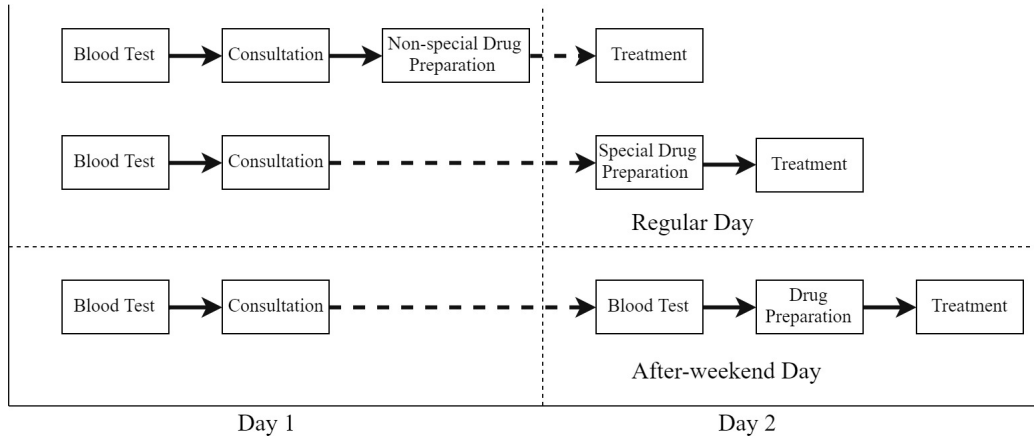 Blood Test
Consultation
Non-special Drug
Preparation
Treatment
Blood Test
Consultation
Special Drug
Preparation
Treatment
Regular Day
Blood Test
Consultation
Blood Test
Drug
Preparation
Treatment
After-weekend Day
Day 1
Day 2